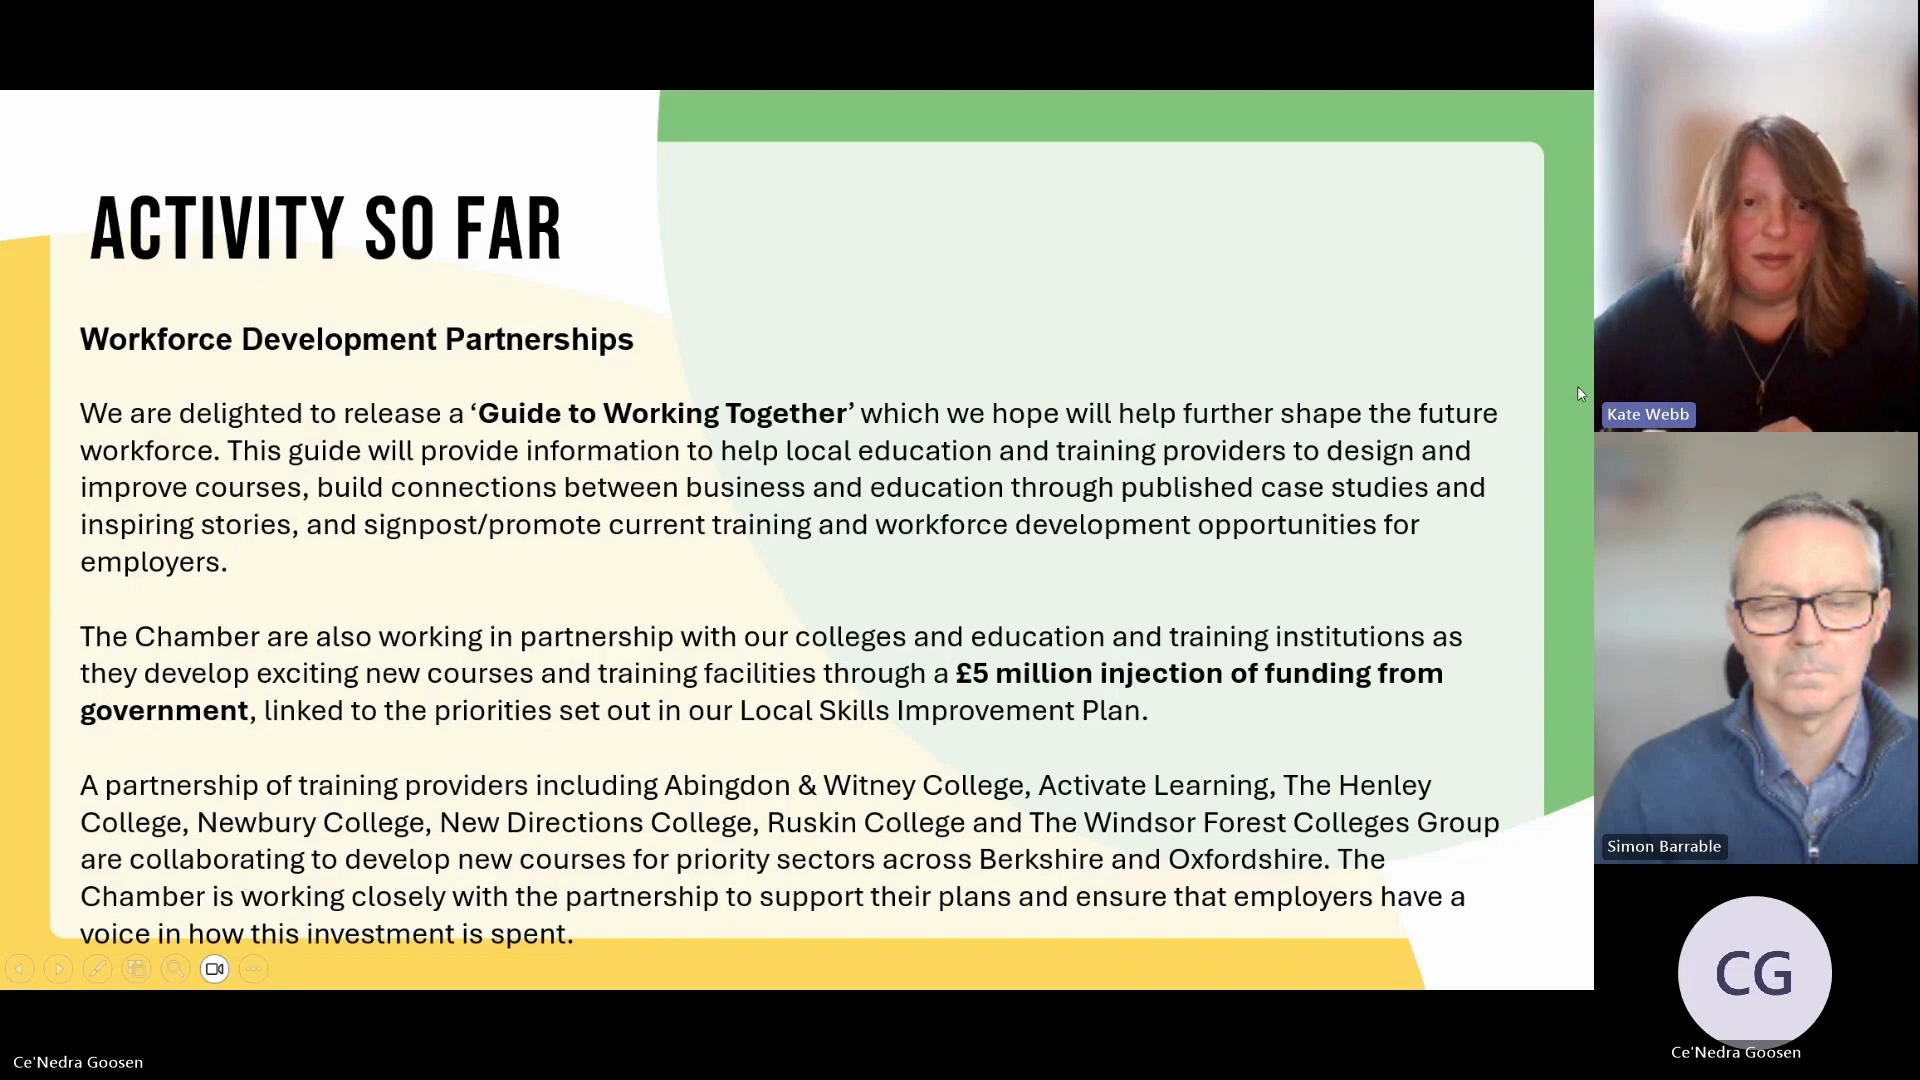 ACTIVITY SO FAR
Workforce Development Partnerships
We are delighted to release a ‘Guide to Working Together’ which we hope will help further shape the future
workforce. This guide will provide information to help local education and training providers to design and
improve courses, build connections between business and education through published case studies and
inspiring stories, and signpost/promote current training and workforce development opportunities for
employers.
The Chamber are also working in partnership with our colleges and education and training institutions as
they develop exciting new courses and training facilities through a £5 million injection of funding from
government, linked to the priorities set out in our Local Skills Improvement Plan.
A partnership of training providers including Abingdon & Witney College, Activate Learning, The Henley
College, Newbury College, New Directions College, Ruskin College and The Windsor Forest Colleges Group
are collaborating to develop new courses for priority sectors across Berkshire and Oxfordshire. The
Chamber is working closely with the partnership to support their plans and ensure that employers have a
voice in how this investment is spent.
Ce'Nedra Goosen
Kate Webb
Simon Barrable
CG
Ce'Nedra Goosen